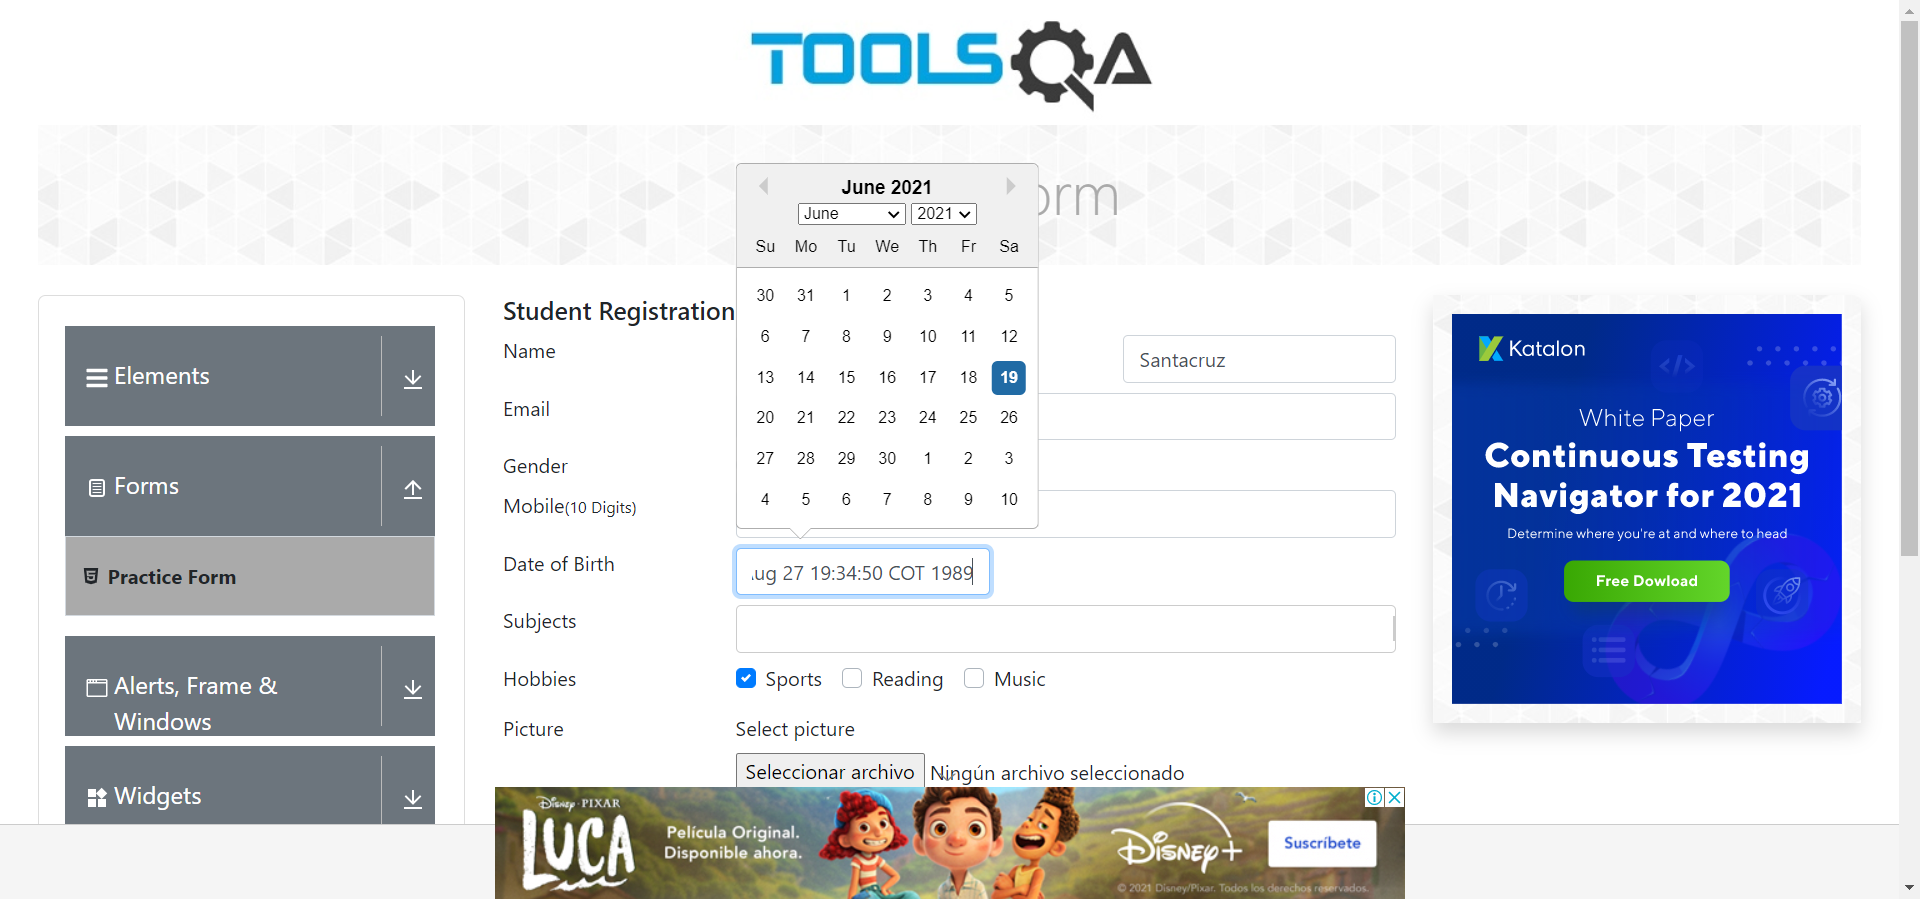 TOOLSQA
June 2021
June 2021
Su Mo Tu We Th Fr Sa
30 31 1 2 3 4 5
6 7 8 9 10 11 12
13 14 15 16 17 18 19
20 21 22 23 24 25 26
27 28 29 30 1 2 3
4 5 6 7 8 9 10
orm
Elements
Forms
Practice Form
Alerts, Frame &
Windows
Widgets
Student Registration
Name
Santacruz
Email
Gender
Mobile(10 Digits)
Date of Birth
ug 27 19:34:50 COT 1989
Subjects
Hobbies
Sports Reading Music
Picture
Select picture
Seleccionar archivo Ningún archivo seleccionado
Katalon
</>
White Paper
Continuous Testing
Navigator for 2021
Determine where you're at and where to head
Free Dowload
Disney · PIXAR
LUCA
Película Original.
Disponible ahora.
Disney+
Suscríbete
© 2021 Disney/Pixar. Todos los derechos reservados.